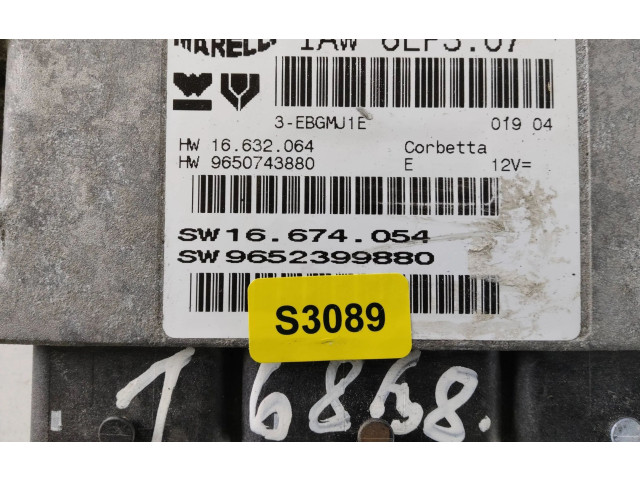 MARELLI
IAW 6LP3.07
3-EBGMJ1E 019 04
HW 16.632.064 Corbetta
HW 9650743880 E 12V=
SW 16.674.054
SW 9652399880
S3089
1 6868.